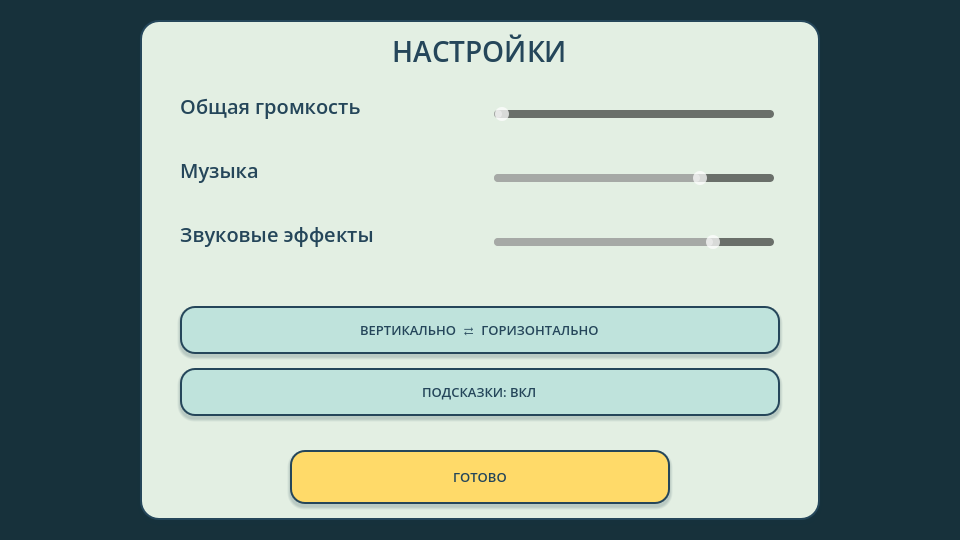 НАСТРОЙКИ
Общая громкость
Музыка
Звуковые эффекты
ВЕРТИКАЛЬНО ⇄ ГОРИЗОНТАЛЬНО
ПОДСКАЗКИ: ВКЛ
ГОТОВО